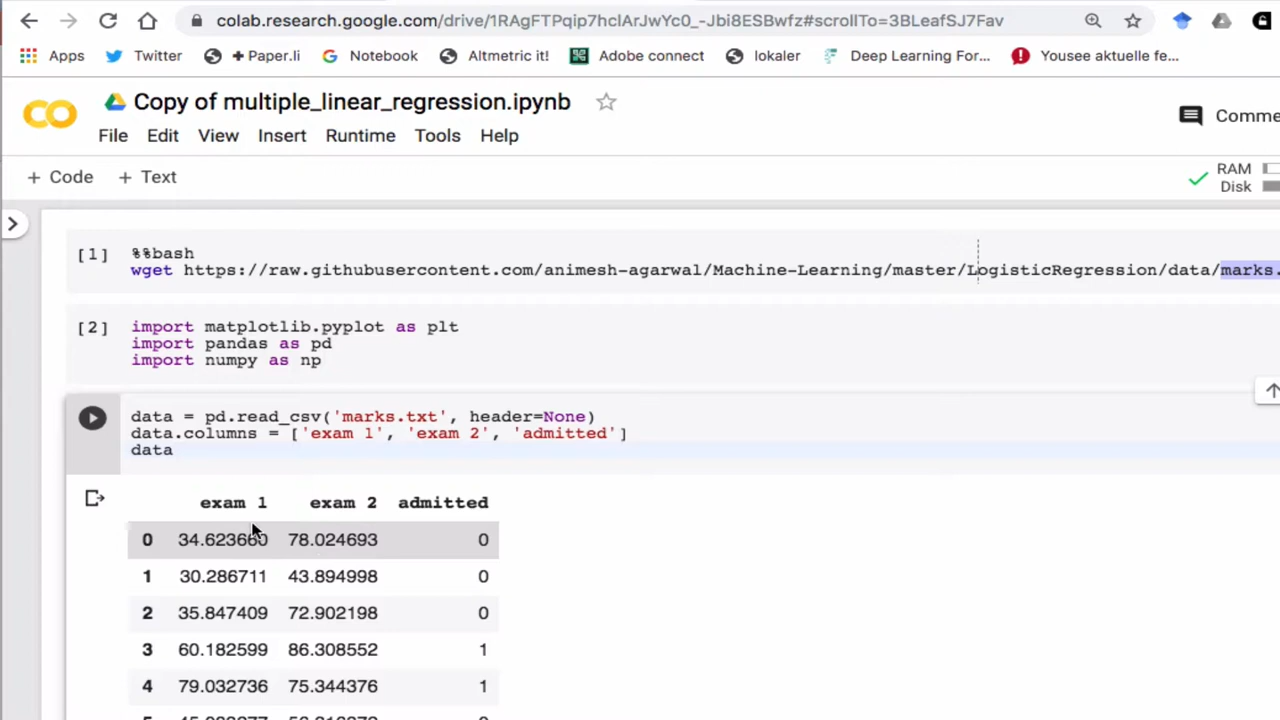 colab.research.google.com/drive/1RAgFTPqip7hclArJwYc0_-Jbi8ESBwfz#scrollTo=3BLeafSJ7Fav
Apps Twitter ✚ Paper.li Notebook Altmetric it! Adobe connect lokaler Deep Learning For... Yousee aktuelle fe...
Copy of multiple_linear_regression.ipynb
File Edit View Insert Runtime Tools Help
Comme
+ Code + Text
RAM
Disk
[1] %%bash
wget https://raw.githubusercontent.com/animesh-agarwal/Machine-Learning/master/LogisticRegression/data/marks.
[2] import matplotlib.pyplot as plt
import pandas as pd
import numpy as np
data = pd.read_csv('marks.txt', header=None)
data.columns = ['exam 1', 'exam 2', 'admitted']
data
exam 1 exam 2 admitted
0 34.623660 78.024693 0
1 30.286711 43.894998 0
2 35.847409 72.902198 0
3 60.182599 86.308552 1
4 79.032736 75.344376 1